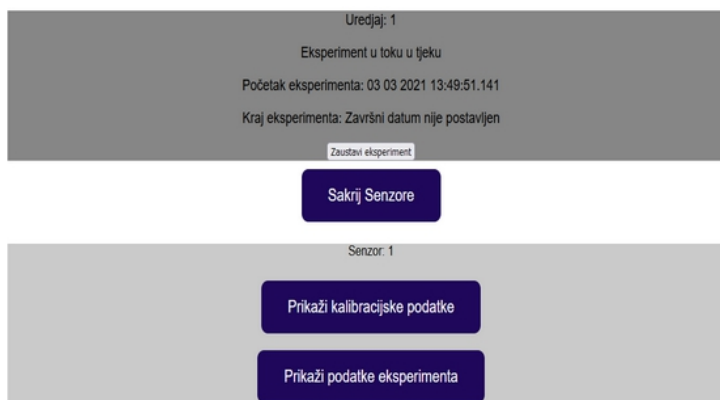 Uredjaj: 1
Eksperiment u toku u tjeku
Početak eksperimenta: 03 03 2021 13:49:51.141
Kraj eksperimenta: Završni datum nije postavljen
Zaustavi eksperiment
Sakrij Senzore
Senzor: 1
Prikaži kalibracijske podatke
Prikaži podatke eksperimenta